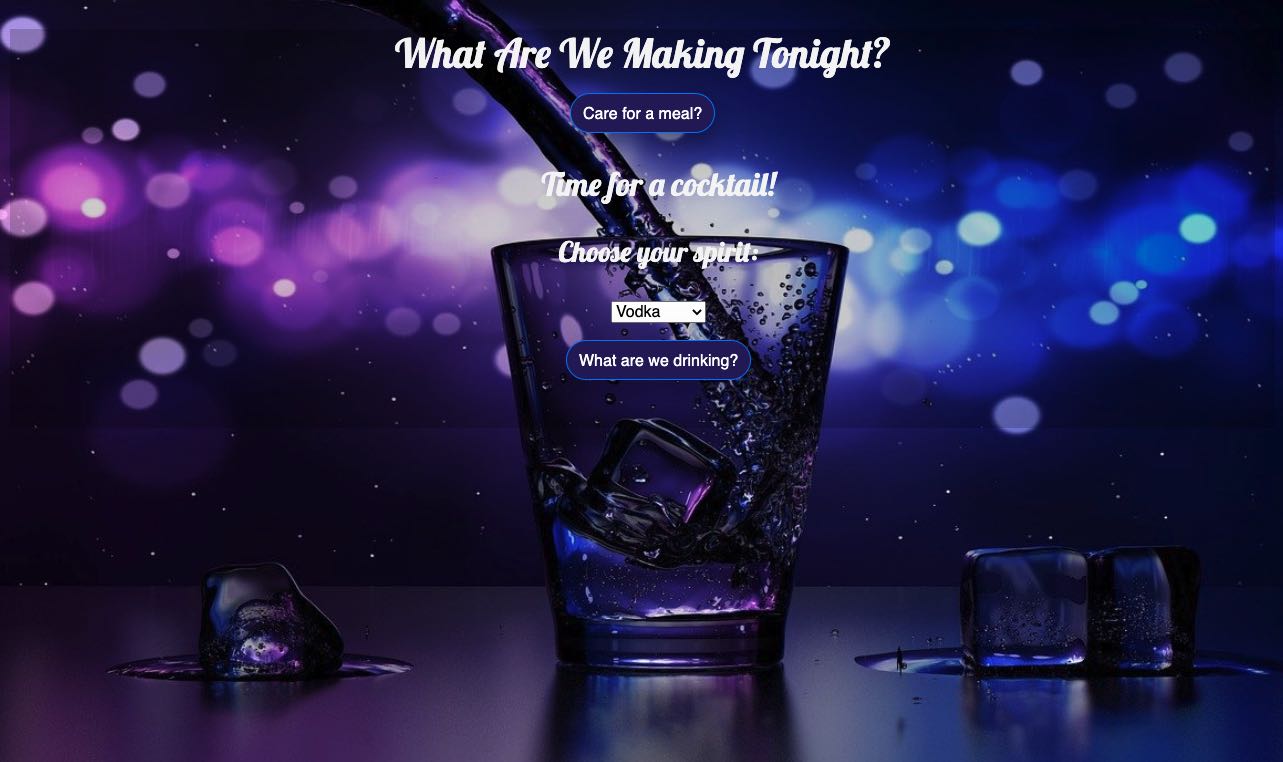 What Are We Making Tonight?
Care for a meal?
Time for a cocktail!
Choose your spirit:
Vodka
What are we drinking?